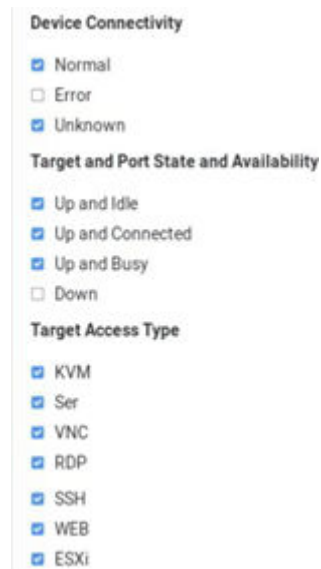 Device Connectivity
Normal
Error
Unknown
Target and Port State and Availability
Up and Idle
Up and Connected
Up and Busy
Down
Target Access Type
KVM
Ser
VNC
RDP
SSH
WEB
ESXi